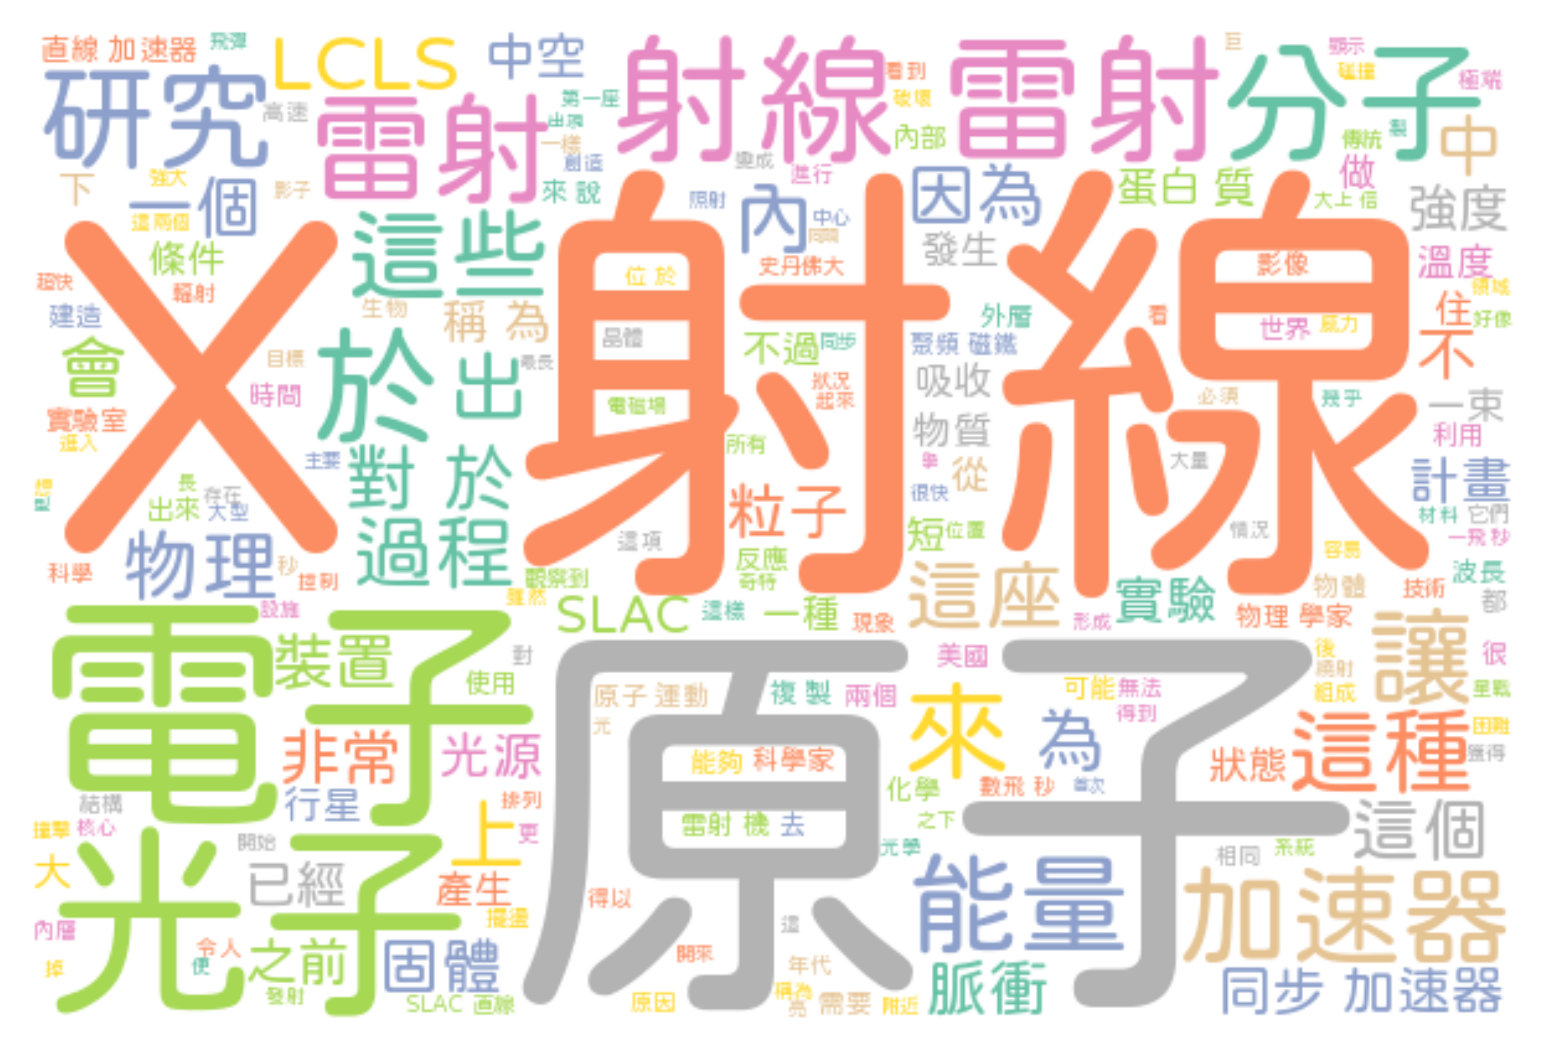 直線 加速器
飛彈
LCLS
中空
射線 雷射
看到
巨
顯示
碰撞
分子
極端
研究
高速
雷射
第一座
出現
一樣
創造
破壞
內部
變成
進行
傳統
做
中
下
強大
一個
影子
這兩個
來 說
照射
內
中心
因為
蛋白 質
大上 信
強度
X 射線
這些
條件
輻射
超快
建造
生物
稱 為
位 於
史丹佛大
發生
影像
溫度
領域
住
好像
會
目標
於
出
最長
晶體
不過
同步
外層
聚頻 磁鐵
看
世界
威力
不
實驗室
進入
時間
電磁場
狀況
起來
吸收
必須
幾乎
一束
利用
主要
對 於
所有
物質
學
從
大量
計畫
長
存在
出來
大型
過程
粒子
很快
短
位置
情況
材料
它們
一飛 秒
物理
秒
科學
控制
這項
反應
奇特
觀察到
雖然
容易
物體
波長
技術
都
設施
SLAC
這樣
一種
現象
這座
形成
實驗
物理 學家
電子
裝置
對
使用
原子
美國
後
繞射
組成
讓
很
星戰
原子 運動
光
複 製
兩個
來
可能
無法
得到
為
這種
困難
獲得
非常
光源
能夠
科學家
狀態
結構
行星
排列
化學
數飛 秒
首次
撞擊
核心
上
更
雷射 機
去
之下
這個
光子
開始
大
已經
產生
光學
相同
系統
能量
加速器
內層
得以
擺盪
這
令人
便
之前
固體
掉
發射
SLAC 直線
開來
原因
年代
稱為
亮
需要
附近
脈衝
同步 加速器